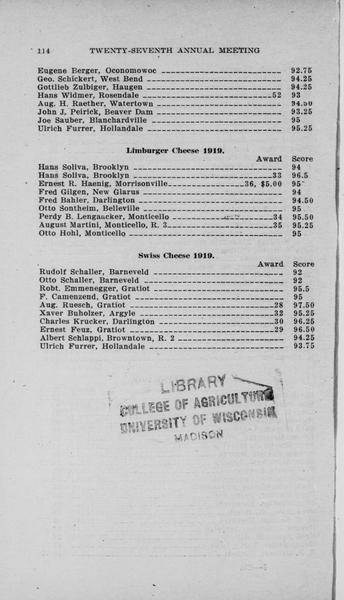 114 TWENTY-SEVENTH ANNUAL MEETING
Eugene Berger, Oconomowoc 92.75
Geo. Schickert, West Bend 94.25
Gottlieb Zulbiger, Haugen 94.25
Hans Widmer, Rosendale 52 93
Aug. H. Raether, Watertown 94.50
John J, Peirick, Beaver Dam 93.25
Joe Sauber, Blanchardville 95
Ulrich Furrer, Hollandale 95.25
Limburger Cheese 1919.
Award Score
Hans Soliva, Brooklyn 94
Hans Soliva, Brooklyn 33 96.5
Ernest R. Haenig, Morrisonville 36, $5.00 95
Fred Gilgen, New Glarus 94
Fred Bahler, Darlington 94.50
Otto Sontheim, Belleville 95
Perdy B. Lengaacker, Monticello 34 95.50
August Martini, Monticello, R. 3 35 95.25
Otto Hohl, Monticello 95
Swiss Cheese 1919.
Award Score
Rudolf Schaller, Barneveld 92
Otto Schaller, Barneveld 92
Robt. Emmenegger, Gratiot 95.5
F. Camenzend, Gratiot 95
Aug. Ruesch, Gratiot 28 97.50
Xaver Buholzer, Argyle 32 95.25
Charles Krucker, Darlington 30 96.25
Ernest Feuz, Gratiot 29 96.50
Albert Schlappi, Browntown, R. 2 94.25
Ulrich Furrer, Hollandale 93.75
LIBRARY
COLLEGE OF AGRICULTURE
UNIVERSITY OF WISCONSIN
MADISON